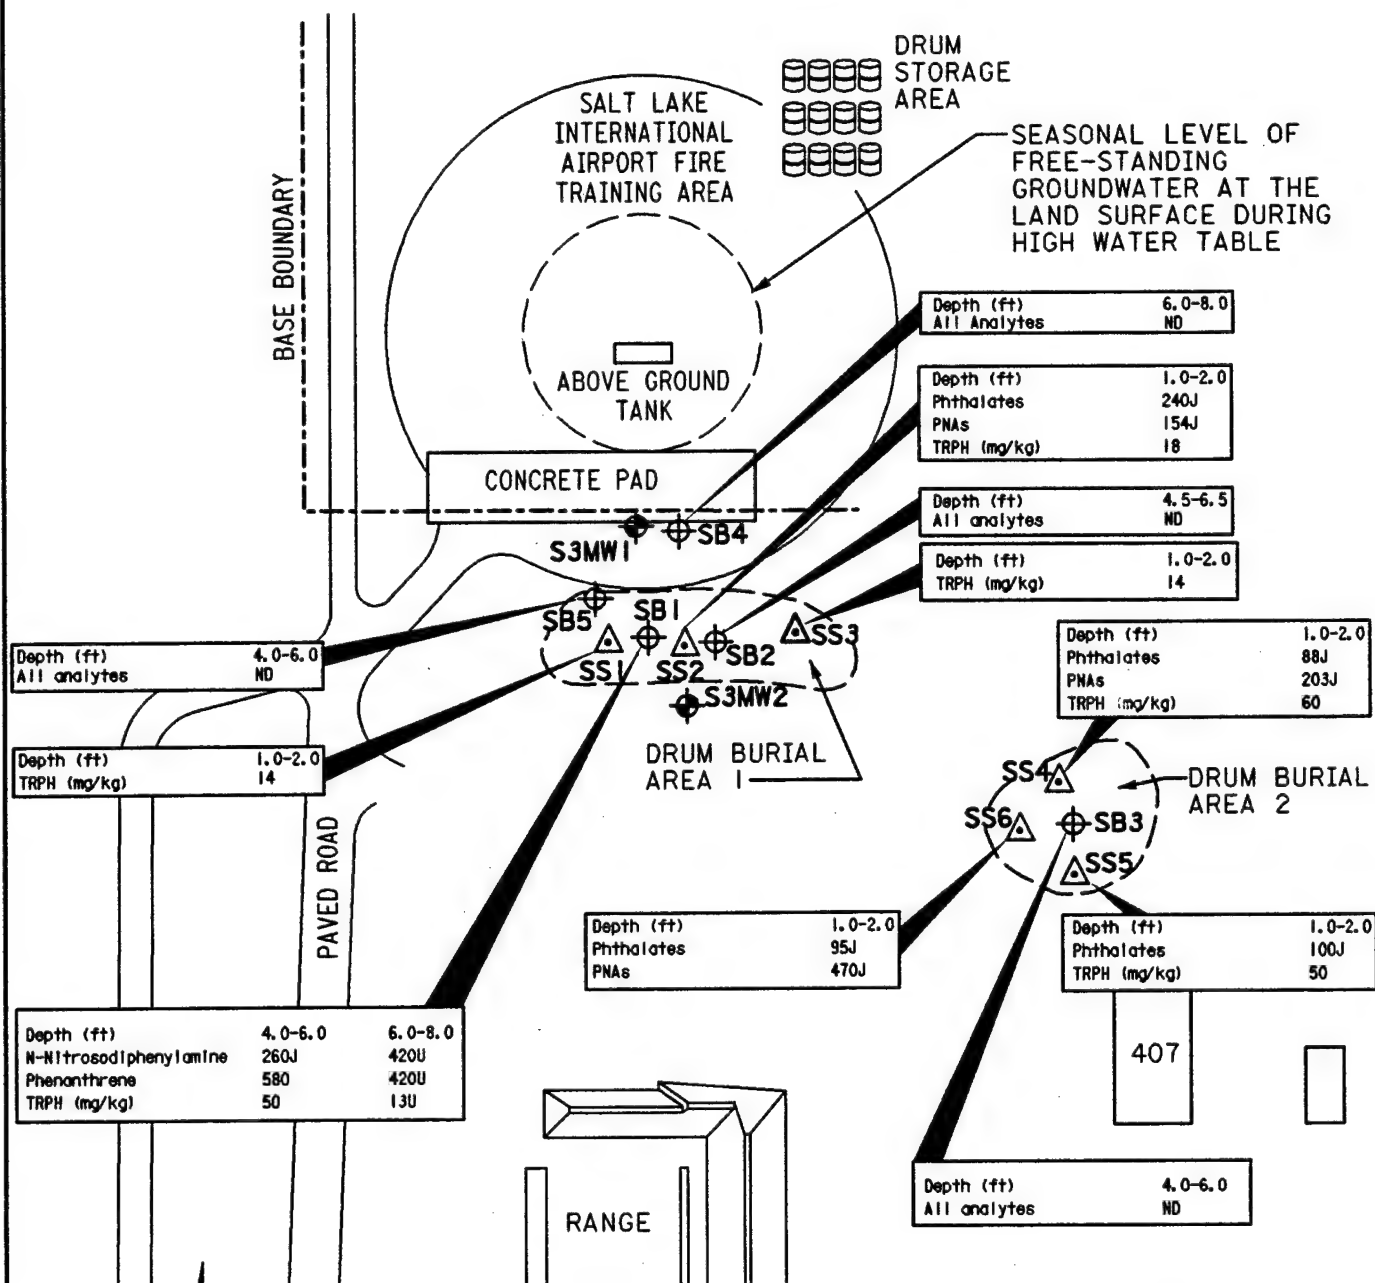 DRUM
STORAGE
AREA
SALT LAKE
INTERNATIONAL
AIRPORT FIRE
TRAINING AREA
SEASONAL LEVEL OF
FREE-STANDING
GROUNDWATER AT THE
LAND SURFACE DURING
HIGH WATER TABLE
BASE BOUNDARY
ABOVE GROUND
TANK
CONCRETE PAD
Depth (ft) 6.0-8.0
All Analytes ND
Depth (ft) 1.0-2.0
Phthalates 240J
PNAs 154J
TRPH (mg/kg) 18
Depth (ft) 4.5-6.5
All analytes ND
Depth (ft) 1.0-2.0
TRPH (mg/kg) 14
S3MW1
SB4
SB5
SB1
SS1
SS2
SB2
SS3
S3MW2
DRUM BURIAL
AREA 1
Depth (ft) 4.0-6.0
All analytes ND
Depth (ft) 1.0-2.0
TRPH (mg/kg) 14
Depth (ft) 1.0-2.0
Phthalates 88J
PNAs 203J
TRPH (mg/kg) 60
SS4
DRUM BURIAL
AREA 2
SS6
SB3
SS5
PAVED ROAD
Depth (ft) 1.0-2.0
Phthalates 95J
PNAs 470J
Depth (ft) 1.0-2.0
Phthalates 100J
TRPH (mg/kg) 50
Depth (ft) 4.0-6.0 6.0-8.0
N-Nitrosodiphenylamine 260J 420U
Phenanthrene 580 420U
TRPH (mg/kg) 50 13U
407
Depth (ft) 4.0-6.0
All analytes ND
RANGE